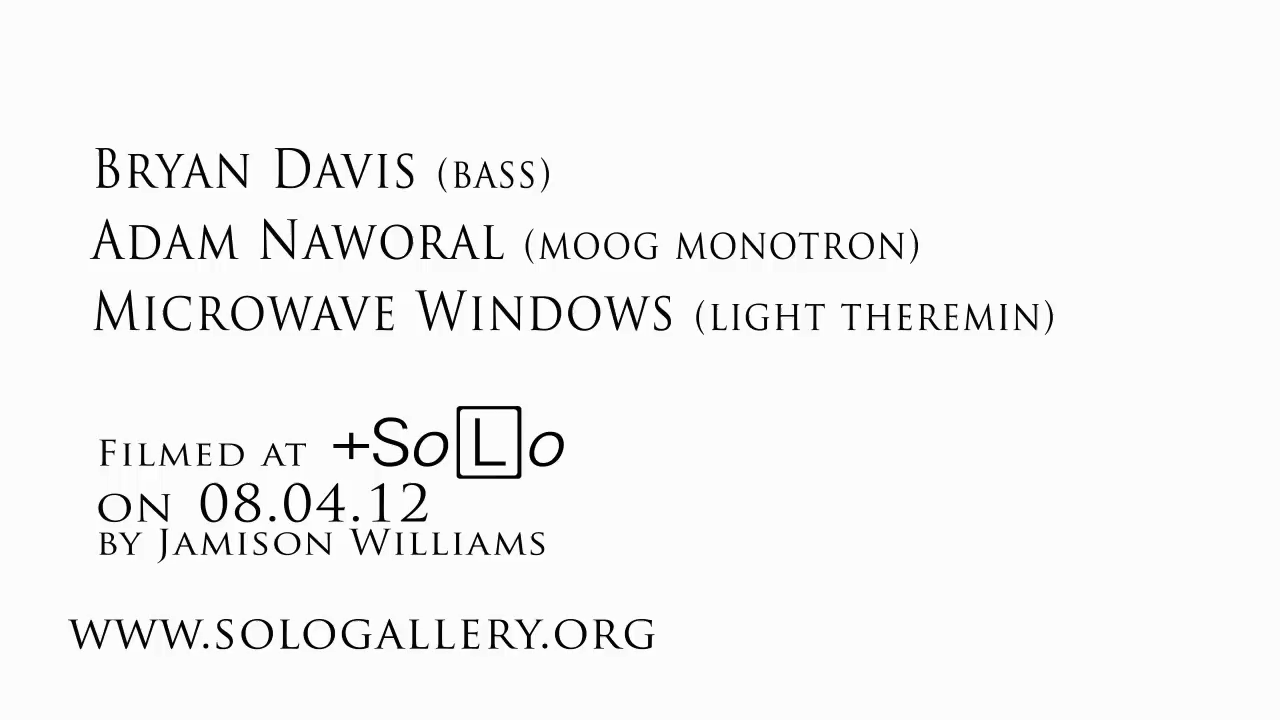 Bryan Davis (bass)
Adam Naworal (moog monotron)
Microwave Windows (light theremin)
Filmed at +SoLo
on 08.04.12
by Jamison Williams
www.sologallery.org